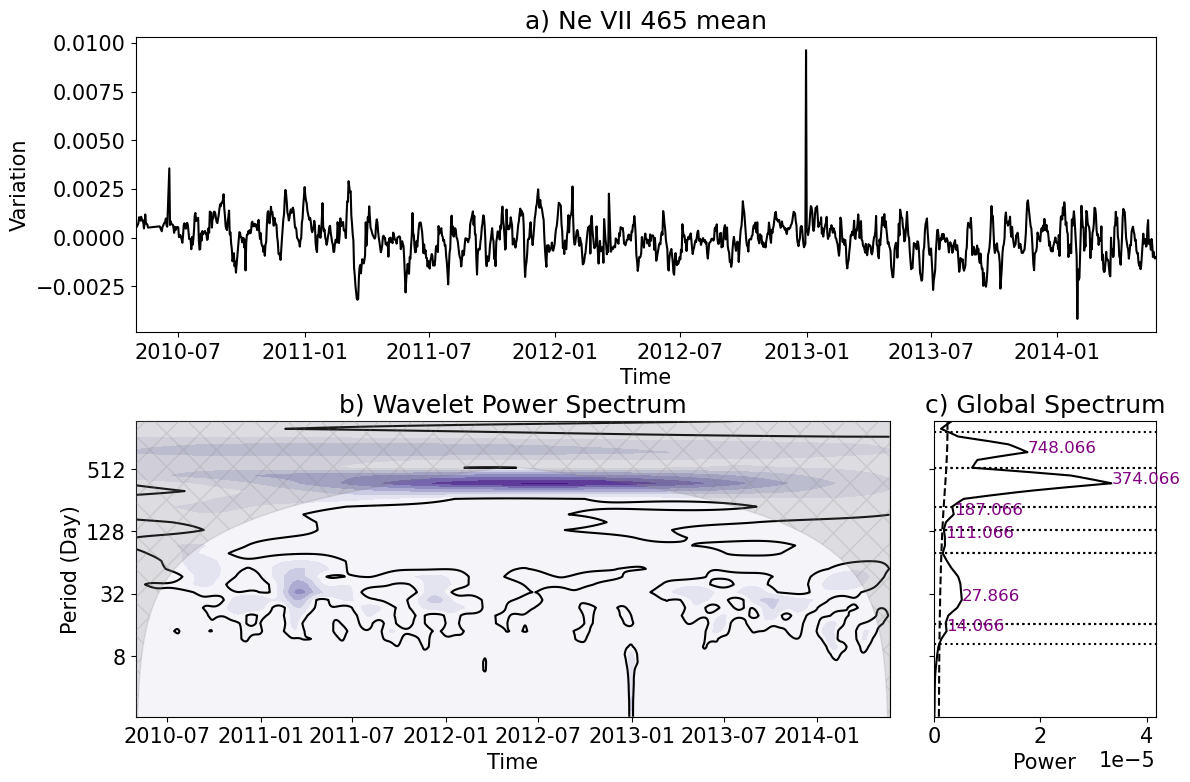 a) Ne VII 465 mean
0.0100
0.0075
0.0050
0.0025
0.0000
−0.0025
Variation
2010-07 2011-01 2011-07 2012-01 2012-07 2013-01 2013-07 2014-01
Time
b) Wavelet Power Spectrum
512
128
32
8
Period (Day)
2010-07 2011-01 2011-07 2012-01 2012-07 2013-01 2013-07 2014-01
Time
c) Global Spectrum
748.066
374.066
187.066
111.066
27.866
14.066
0 2 4
Power 1e−5